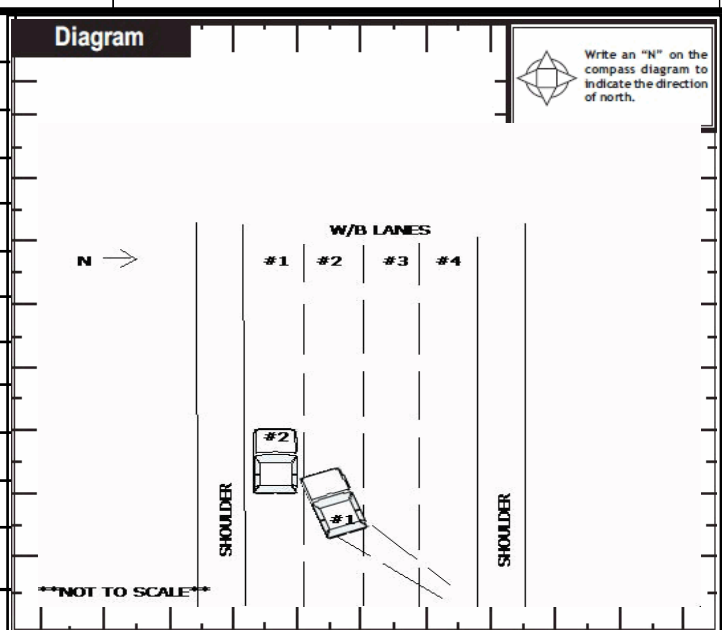 Diagram
Write an "N" on the
compass diagram to
indicate the direction
of north.
W/B LANES
N
#1 #2 #3 #4
#2
#1
SHOULDER
SHOULDER
**NOT TO SCALE**